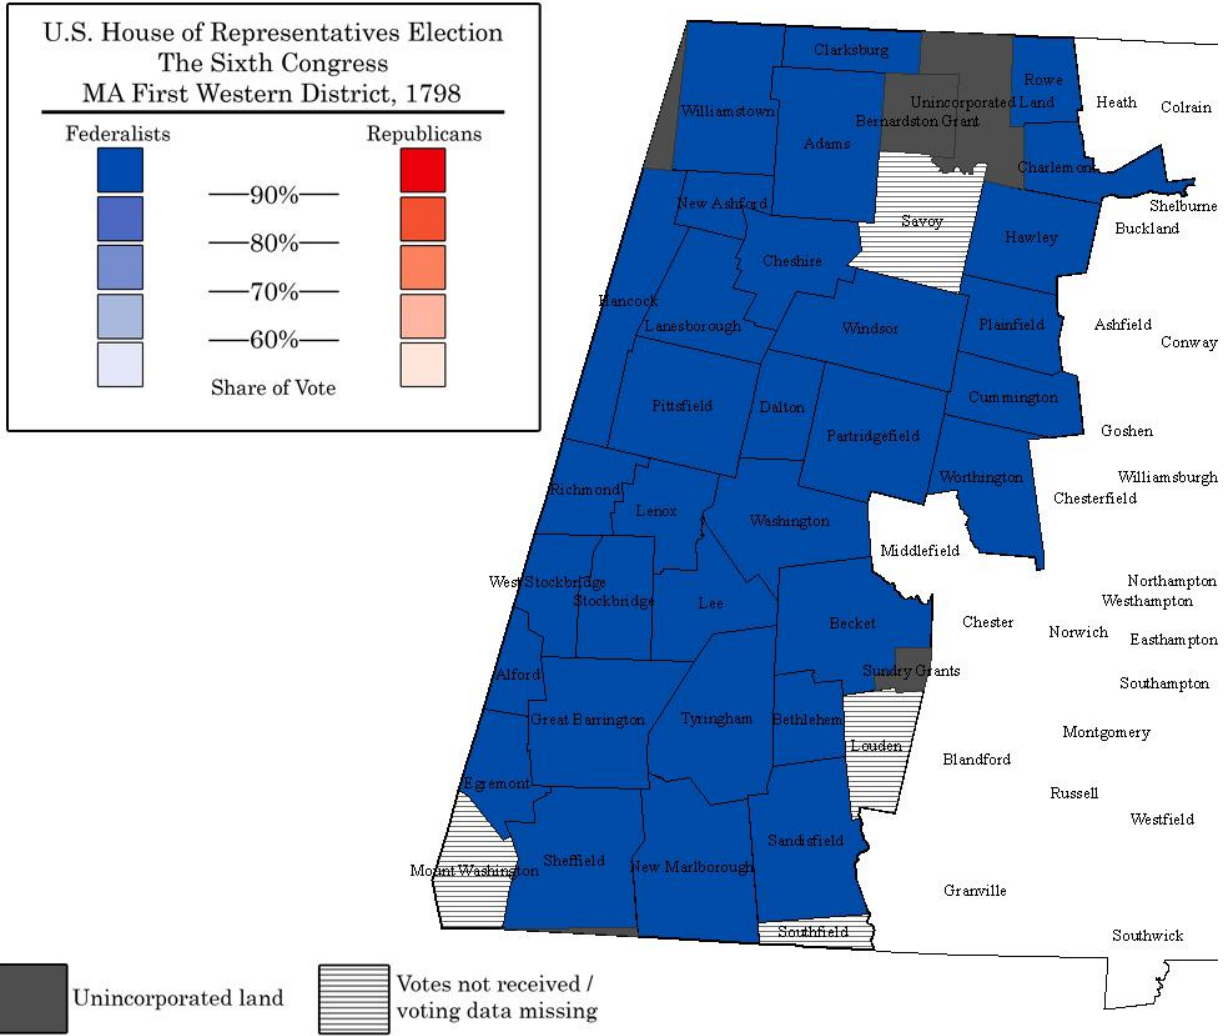 U.S. House of Representatives Election
The Sixth Congress
MA First Western District, 1798
Federalists
Republicans
90%
80%
70%
60%
Share of Vote
Clarksburg
Rowe
Heath
Colrain
Williamstown
Unincorporated Land
Bernardston Grant
Adams
Charlemont
New Ashford
Savoy
Shelburne
Buckland
Hawley
Cheshire
Hancock
Lanesborough
Windsor
Plainfield
Ashfield
Conway
Pittsfield
Dalton
Cummington
Partridgefield
Goshen
Richmond
Worthington
Williamsburgh
Chesterfield
Lenox
Washington
Middlefield
West Stockbridge
Stockbridge
Lee
Northampton
Westhampton
Becket
Chester
Norwich
Easthampton
Alford
Sundry Grants
Southampton
Great Barrington
Tyringham
Bethlehem
Louden
Montgomery
Blandford
Egremont
Russell
Westfield
Sandisfield
Mount Washington
Sheffield
New Marlborough
Granville
Southfield
Southwick
Unincorporated land
Votes not received /
voting data missing